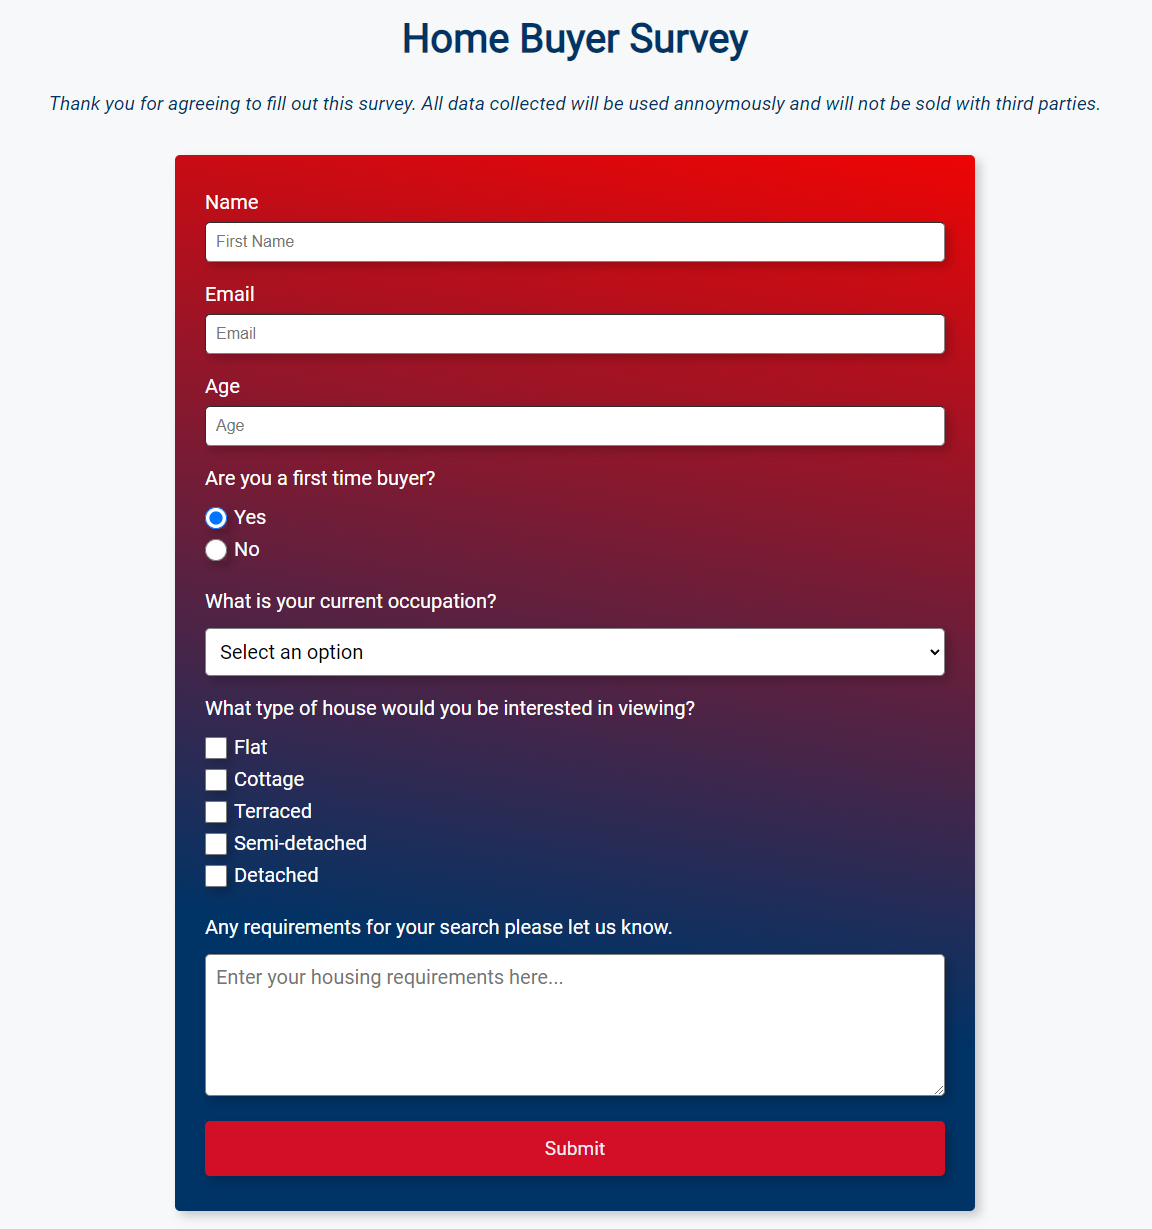 Home Buyer Survey
Thank you for agreeing to fill out this survey. All data collected will be used annoymously and will not be sold with third parties.
Name
First Name
Email
Email
Age
Age
Are you a first time buyer?
Yes
No
What is your current occupation?
Select an option
What type of house would you be interested in viewing?
Flat
Cottage
Terraced
Semi-detached
Detached
Any requirements for your search please let us know.
Enter your housing requirements here...
Submit